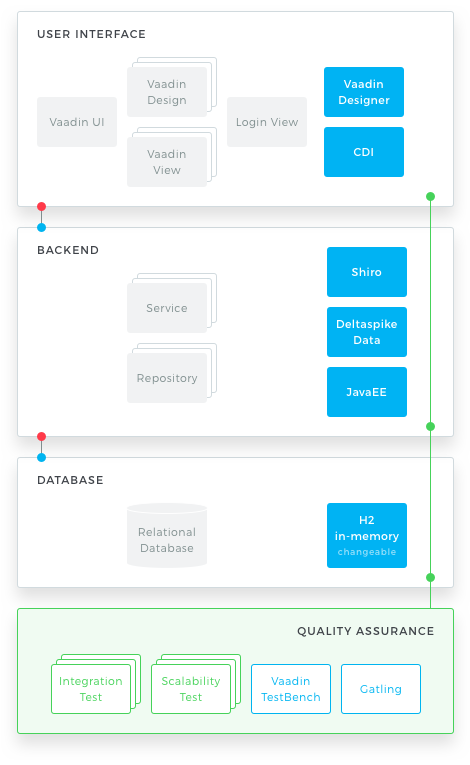 USER INTERFACE
Vaadin UI
Vaadin
Design
Vaadin
View
Login View
Vaadin
Designer
CDI
BACKEND
Service
Repository
Shiro
Deltaspike
Data
JavaEE
DATABASE
Relational
Database
H2
in-memory
changeable
QUALITY ASSURANCE
Integration
Test
Scalability
Test
Vaadin
TestBench
Gatling